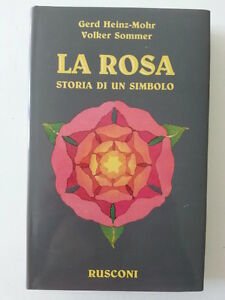 Gerd Heinz-Mohr
Volker Sommer
LA ROSA
STORIA DI UN SIMBOLO
RUSCONI